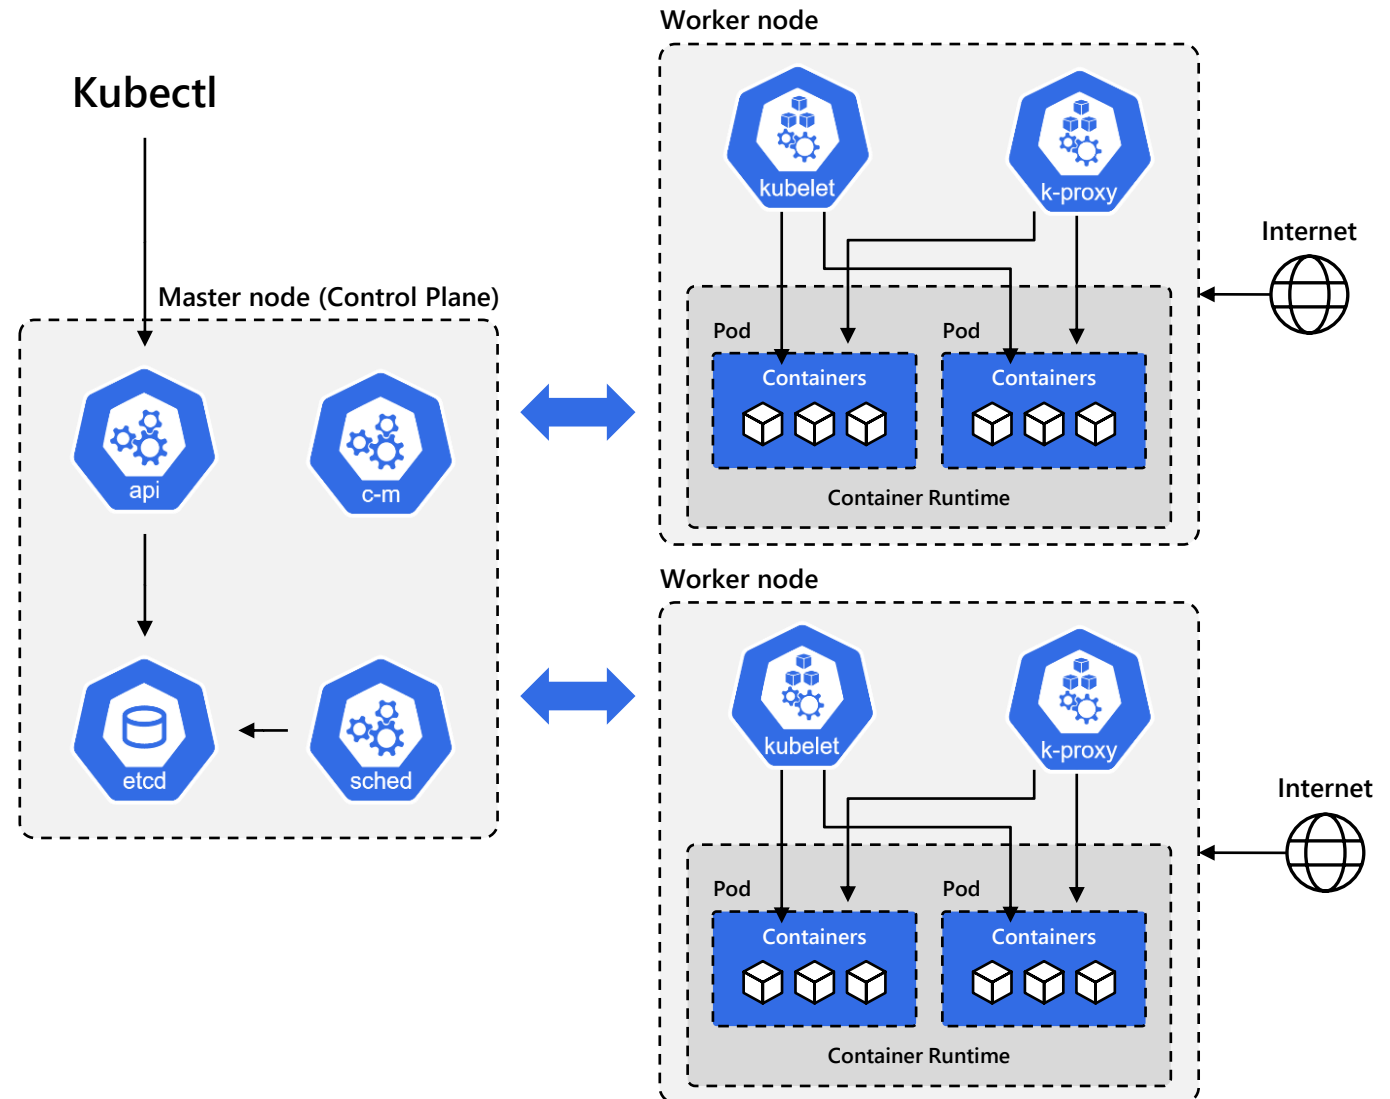 Kubectl
Master node (Control Plane)
api
c-m
etcd
sched
Worker node
kubelet
k-proxy
Pod
Pod
Containers
Containers
Container Runtime
Internet
Worker node
kubelet
k-proxy
Pod
Pod
Containers
Containers
Container Runtime
Internet